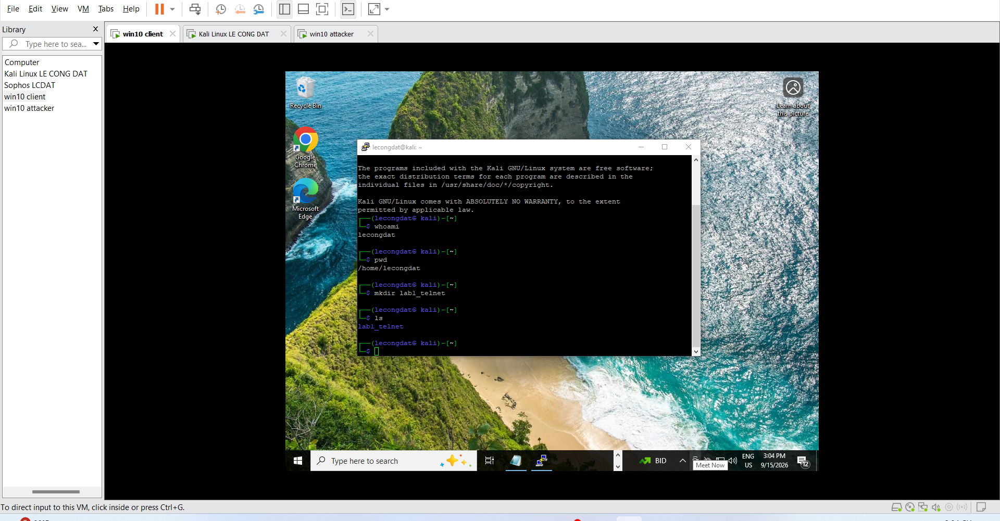 File Edit View VM Tabs Help
Library
Type here to sea...
Computer
Kali Linux LE CONG DAT
Sophos LCDAT
win10 client
win10 attacker
win10 client
Kali Linux LE CONG DAT
win10 attacker
Recycle Bin
Learn about
this picture
Google
Chrome
Microsoft
Edge
lecongdat@kali: ~
The programs included with the Kali GNU/Linux system are free software;
the exact distribution terms for each program are described in the
individual files in /usr/share/doc/*/copyright.
Kali GNU/Linux comes with ABSOLUTELY NO WARRANTY, to the extent
permitted by applicable law.
┌──(lecongdat㉿ kali)-[~]
└─$ whoami
lecongdat
┌──(lecongdat㉿ kali)-[~]
└─$ pwd
/home/lecongdat
┌──(lecongdat㉿ kali)-[~]
└─$ mkdir lab1_telnet
┌──(lecongdat㉿ kali)-[~]
└─$ ls
lab1_telnet
┌──(lecongdat㉿ kali)-[~]
└─$
Type here to search
BID
ENG
US
3:04 PM
9/15/2026
12
Meet Now
To direct input to this VM, click inside or press Ctrl+G.